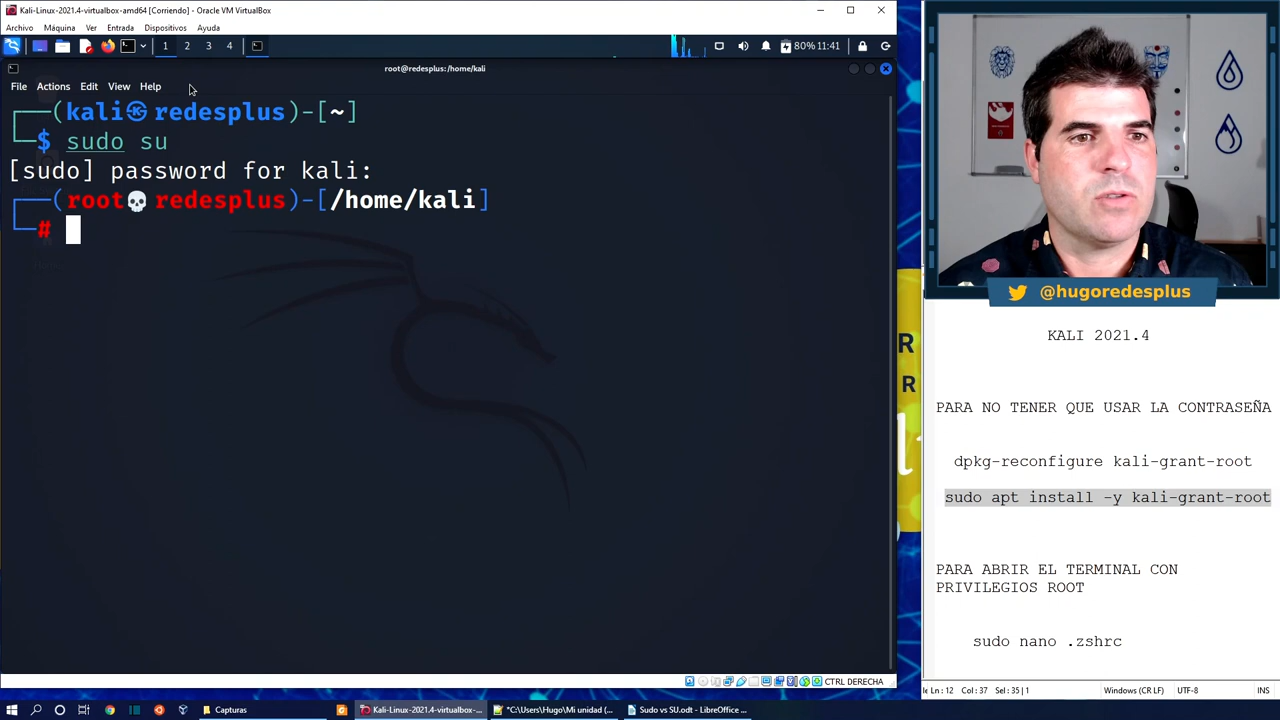 Kali-Linux-2021.4-virtualbox-amd64 [Corriendo] - Oracle VM VirtualBox
Archivo Máquina Ver Entrada Dispositivos Ayuda
1 2 3 4 80% 11:41
root@redesplus:/home/kali
File Actions Edit View Help
┌──(kali㉿redesplus)-[~]
└─$ sudo su
[sudo] password for kali:
┌──(root💀redesplus)-[/home/kali]
└─#
CTRL DERECHA
R
R
@hugoredesplus
KALI 2021.4
PARA NO TENER QUE USAR LA CONTRASEÑA
dpkg-reconfigure kali-grant-root
sudo apt install -y kali-grant-root
PARA ABRIR EL TERMINAL CON
PRIVILEGIOS ROOT
sudo nano .zshrc
Ln : 12 Col : 37 Sel : 35 | 1 Windows (CR LF) UTF-8 INS
Capturas
Kali-Linux-2021.4-virtualbox-...
*C:\Users\Hugo\Mi unidad (...
Sudo vs SU.odt - LibreOffice ...